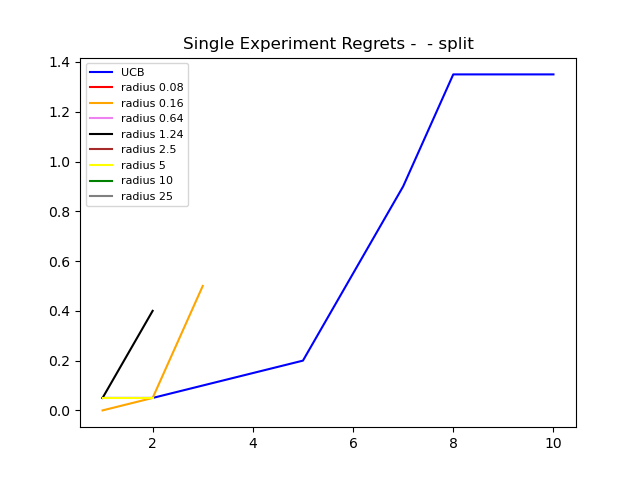 Single Experiment Regrets -  - split
1.4
1.2
1.0
0.8
0.6
0.4
0.2
0.0
UCB
radius 0.08
radius 0.16
radius 0.64
radius 1.24
radius 2.5
radius 5
radius 10
radius 25
2
4
6
8
10